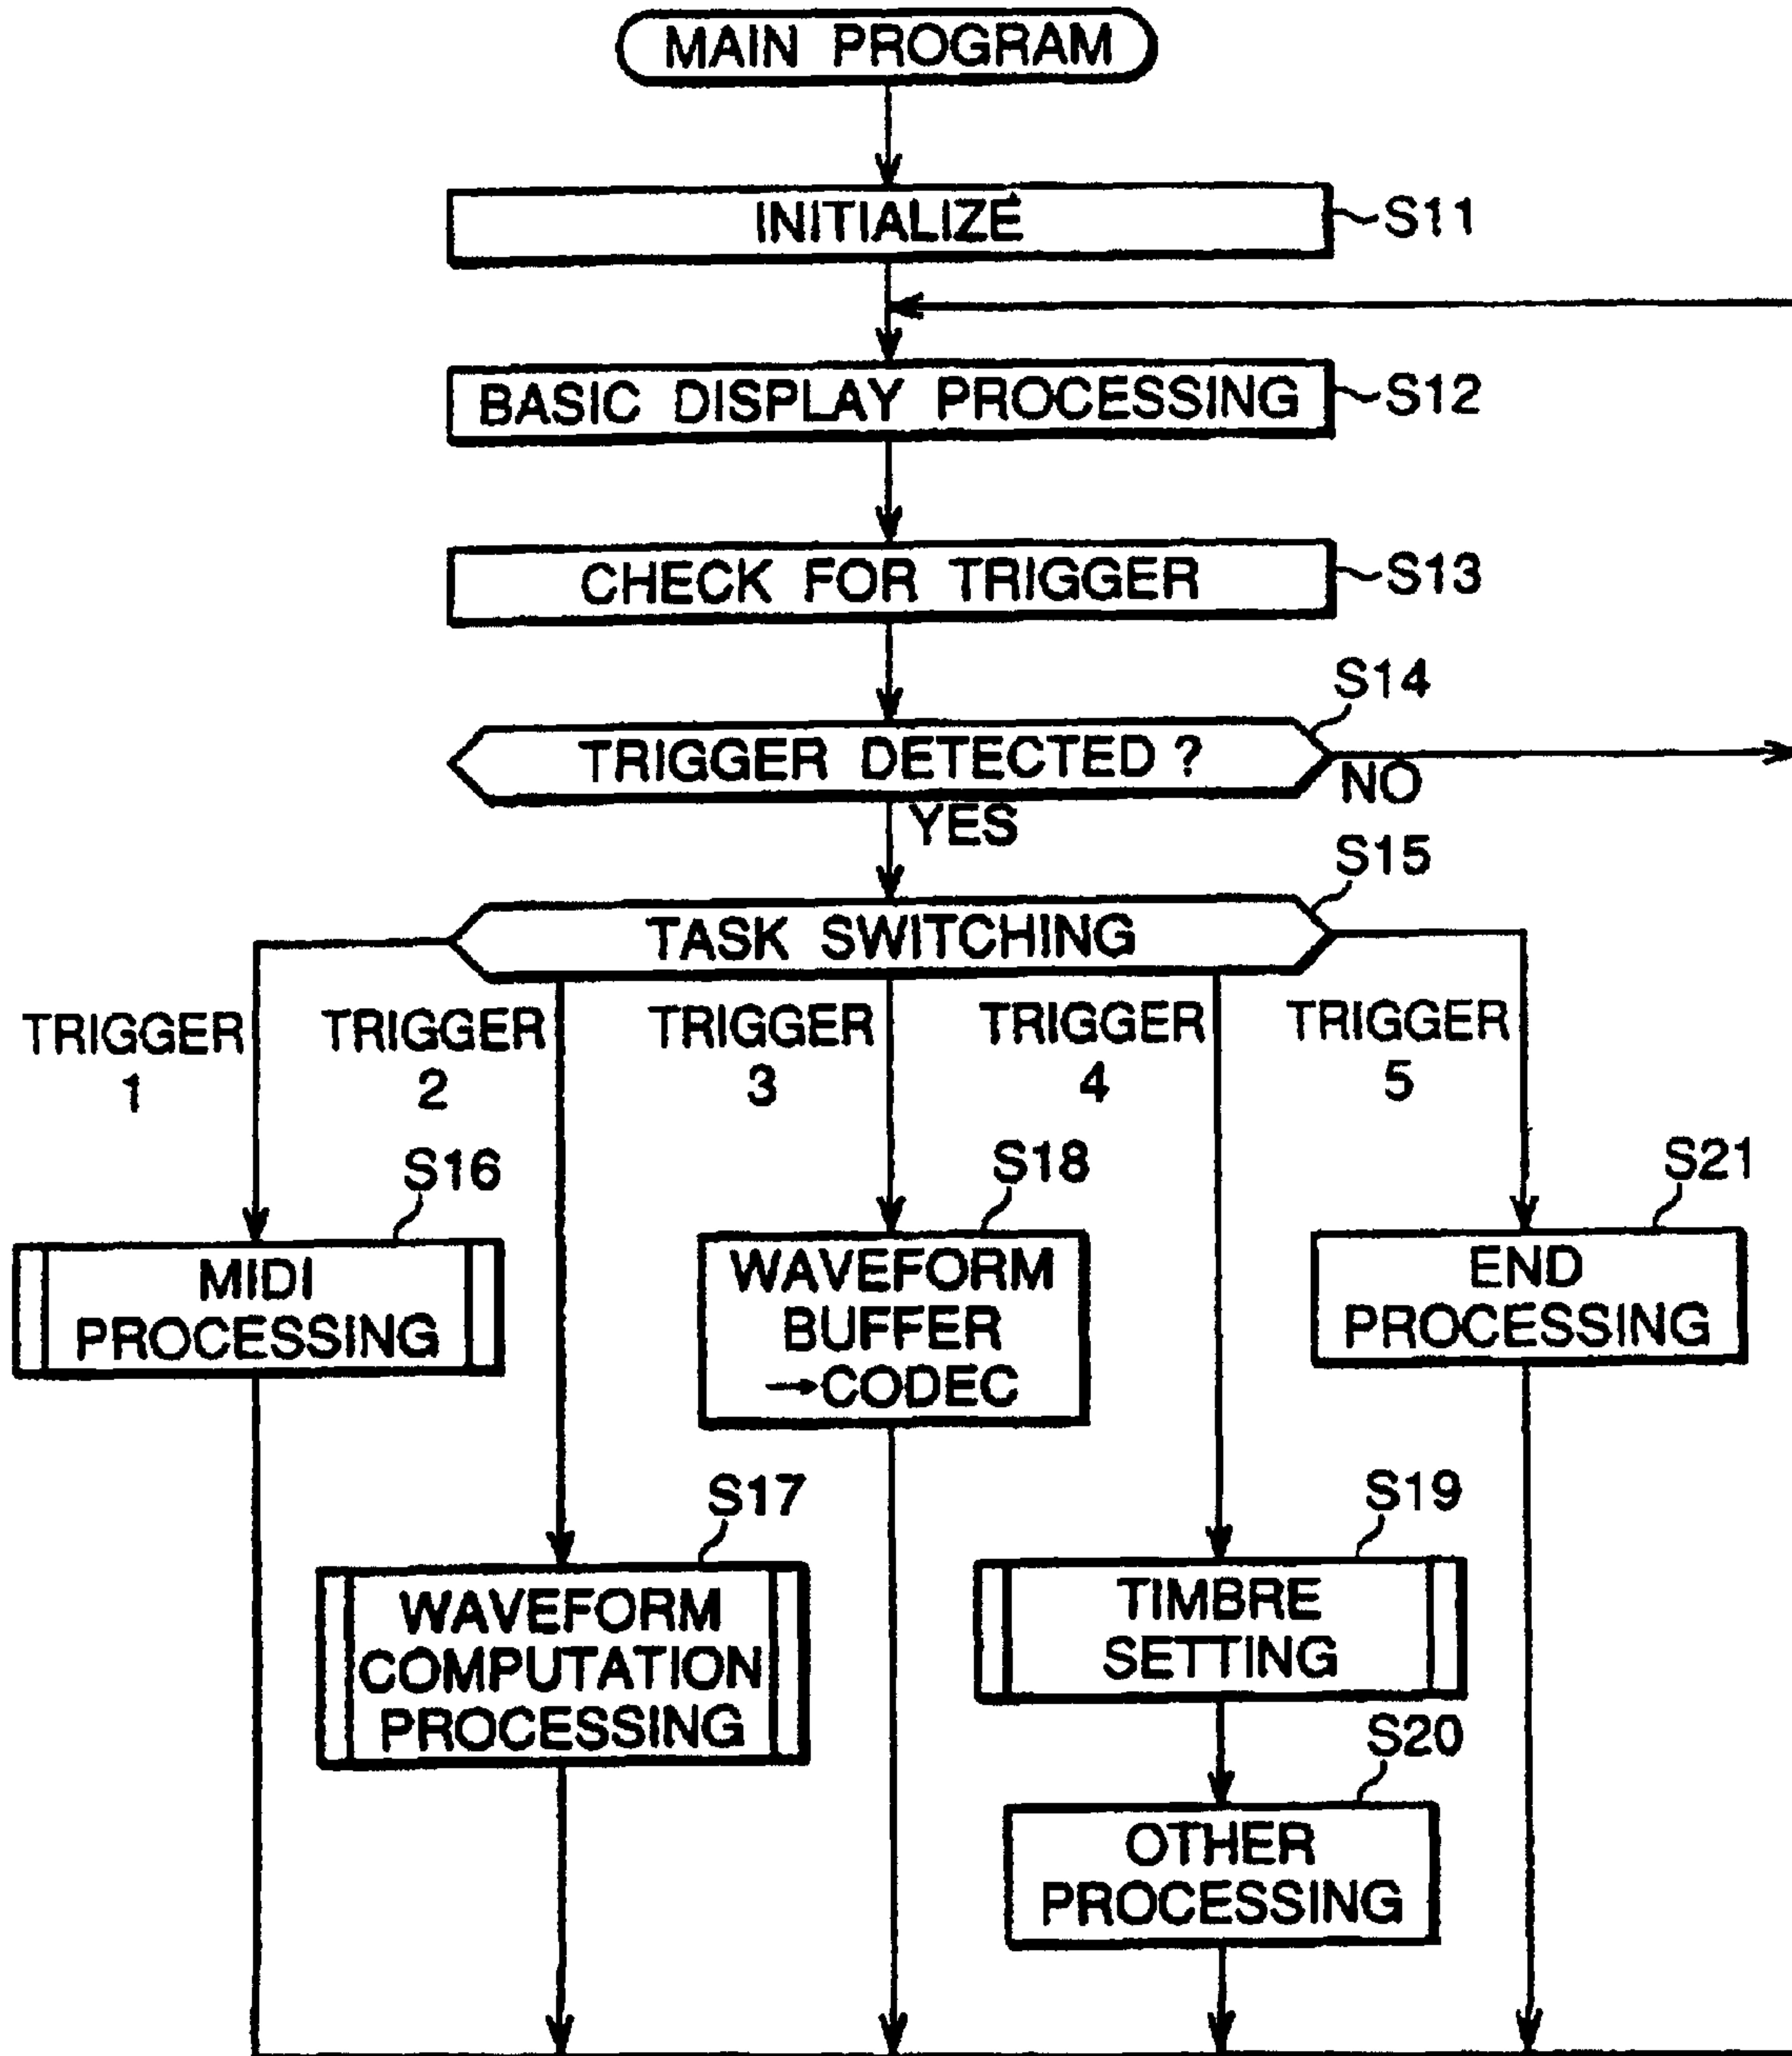 MAIN PROGRAM
INITIALIZE
S11
BASIC DISPLAY PROCESSING
S12
CHECK FOR TRIGGER
S13
S14
TRIGGER DETECTED ?
NO
YES
S15
TASK SWITCHING
TRIGGER
1
TRIGGER
2
TRIGGER
3
TRIGGER
4
TRIGGER
5
S16
MIDI
PROCESSING
S18
WAVEFORM
BUFFER
→CODEC
S21
END
PROCESSING
S17
WAVEFORM
COMPUTATION
PROCESSING
S19
TIMBRE
SETTING
S20
OTHER
PROCESSING